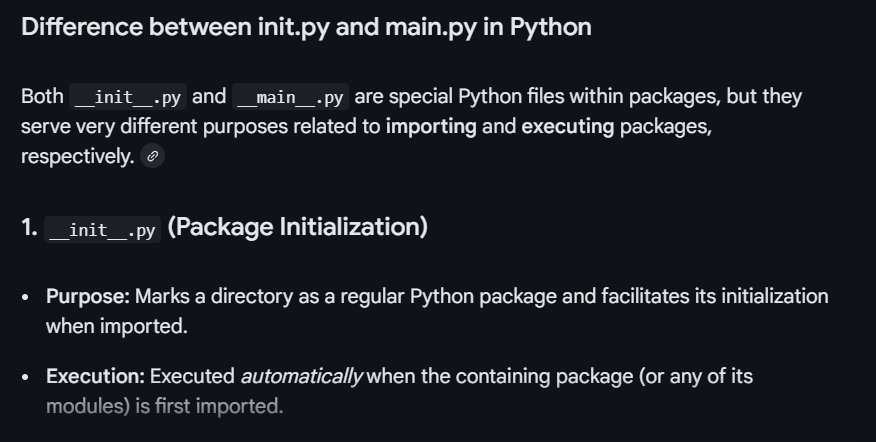 Difference between init.py and main.py in Python
Both __init__.py and __main__.py are special Python files within packages, but they
serve very different purposes related to importing and executing packages,
respectively.
1. __init__.py (Package Initialization)
• Purpose: Marks a directory as a regular Python package and facilitates its initialization
when imported.
• Execution: Executed automatically when the containing package (or any of its
modules) is first imported.